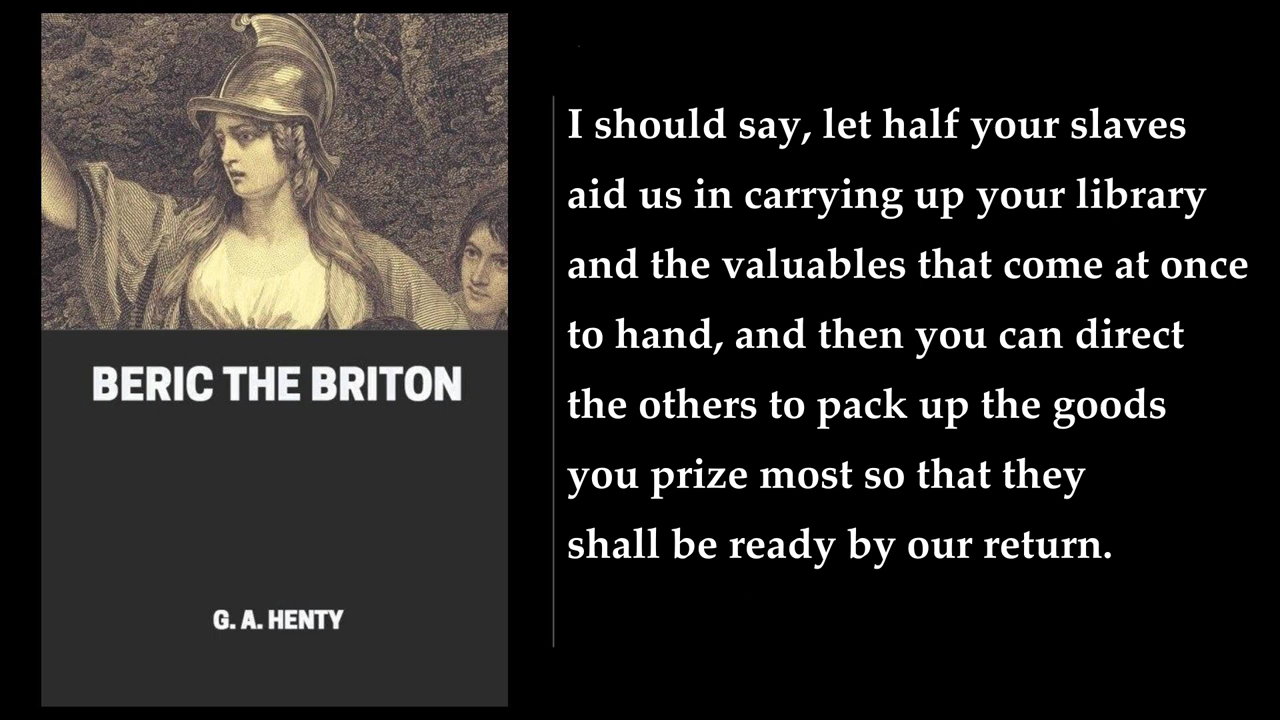 BERIC THE BRITON
G. A. HENTY
I should say, let half your slaves
aid us in carrying up your library
and the valuables that come at once
to hand, and then you can direct
the others to pack up the goods
you prize most so that they
shall be ready by our return.